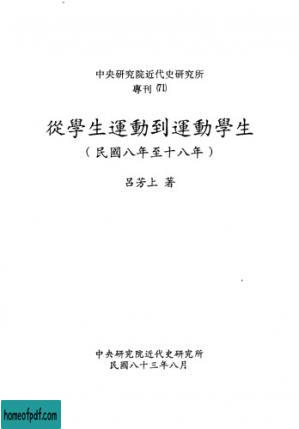 中央研究院近代史研究所
專刊(71)
從學生運動到運動學生
(民國八年至十八年)
呂芳上 著
中央研究院近代史研究所
民國八十三年八月
homeofpdf.com